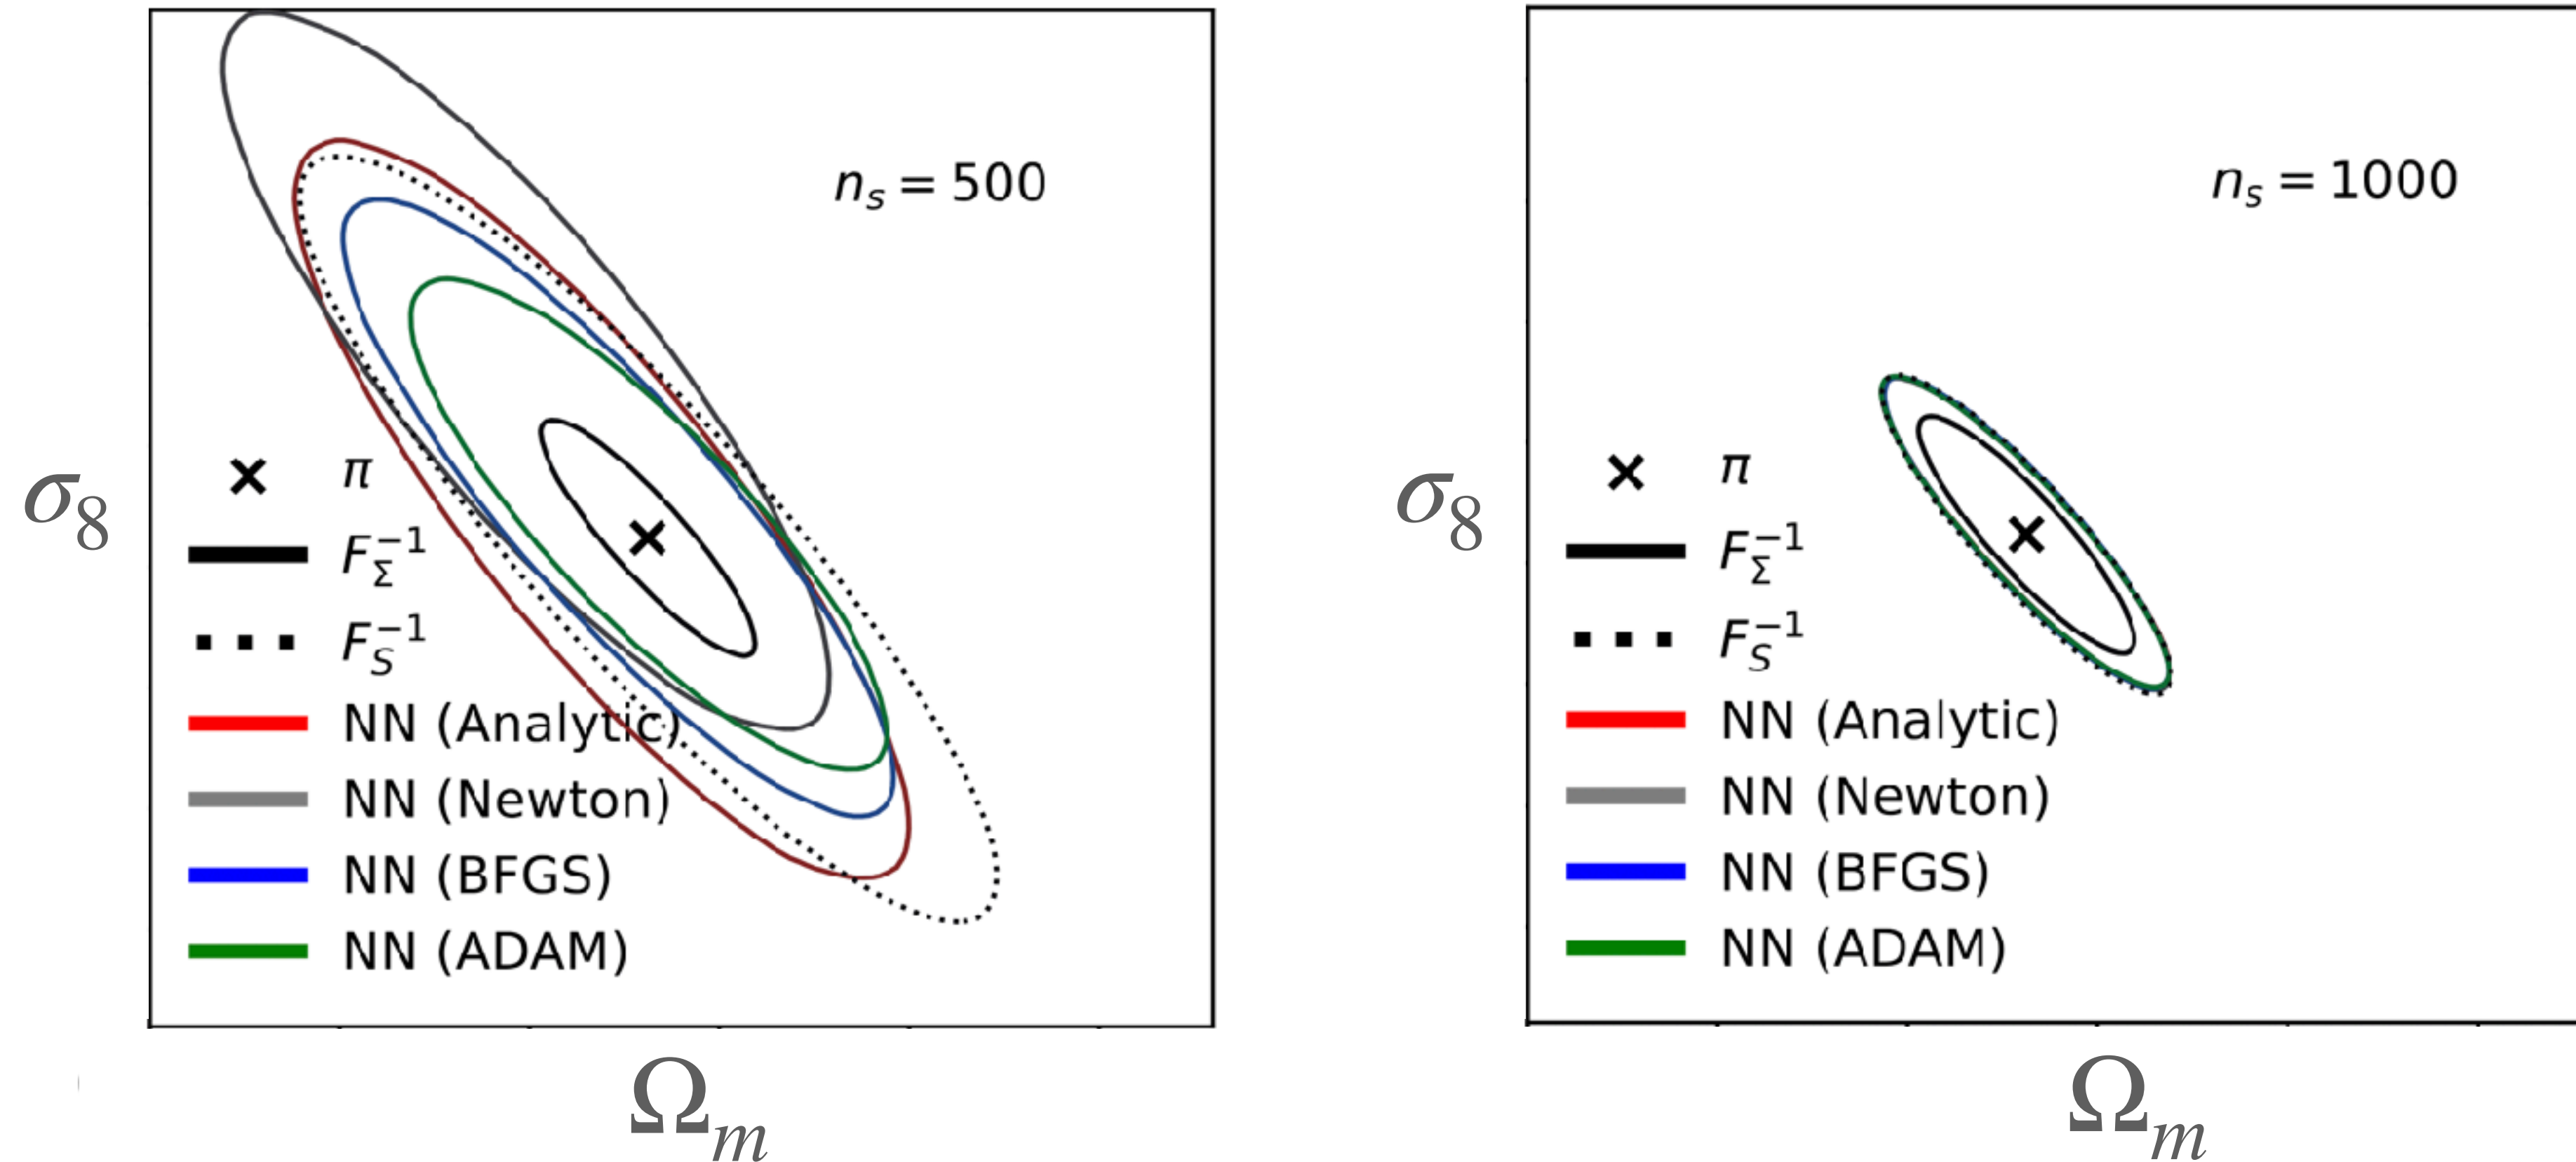 n_s = 500
σ_8
π
F_Σ^{-1}
F_S^{-1}
NN (Analytic)
NN (Newton)
NN (BFGS)
NN (ADAM)
Ω_m
n_s = 1000
σ_8
π
F_Σ^{-1}
F_S^{-1}
NN (Analytic)
NN (Newton)
NN (BFGS)
NN (ADAM)
Ω_m